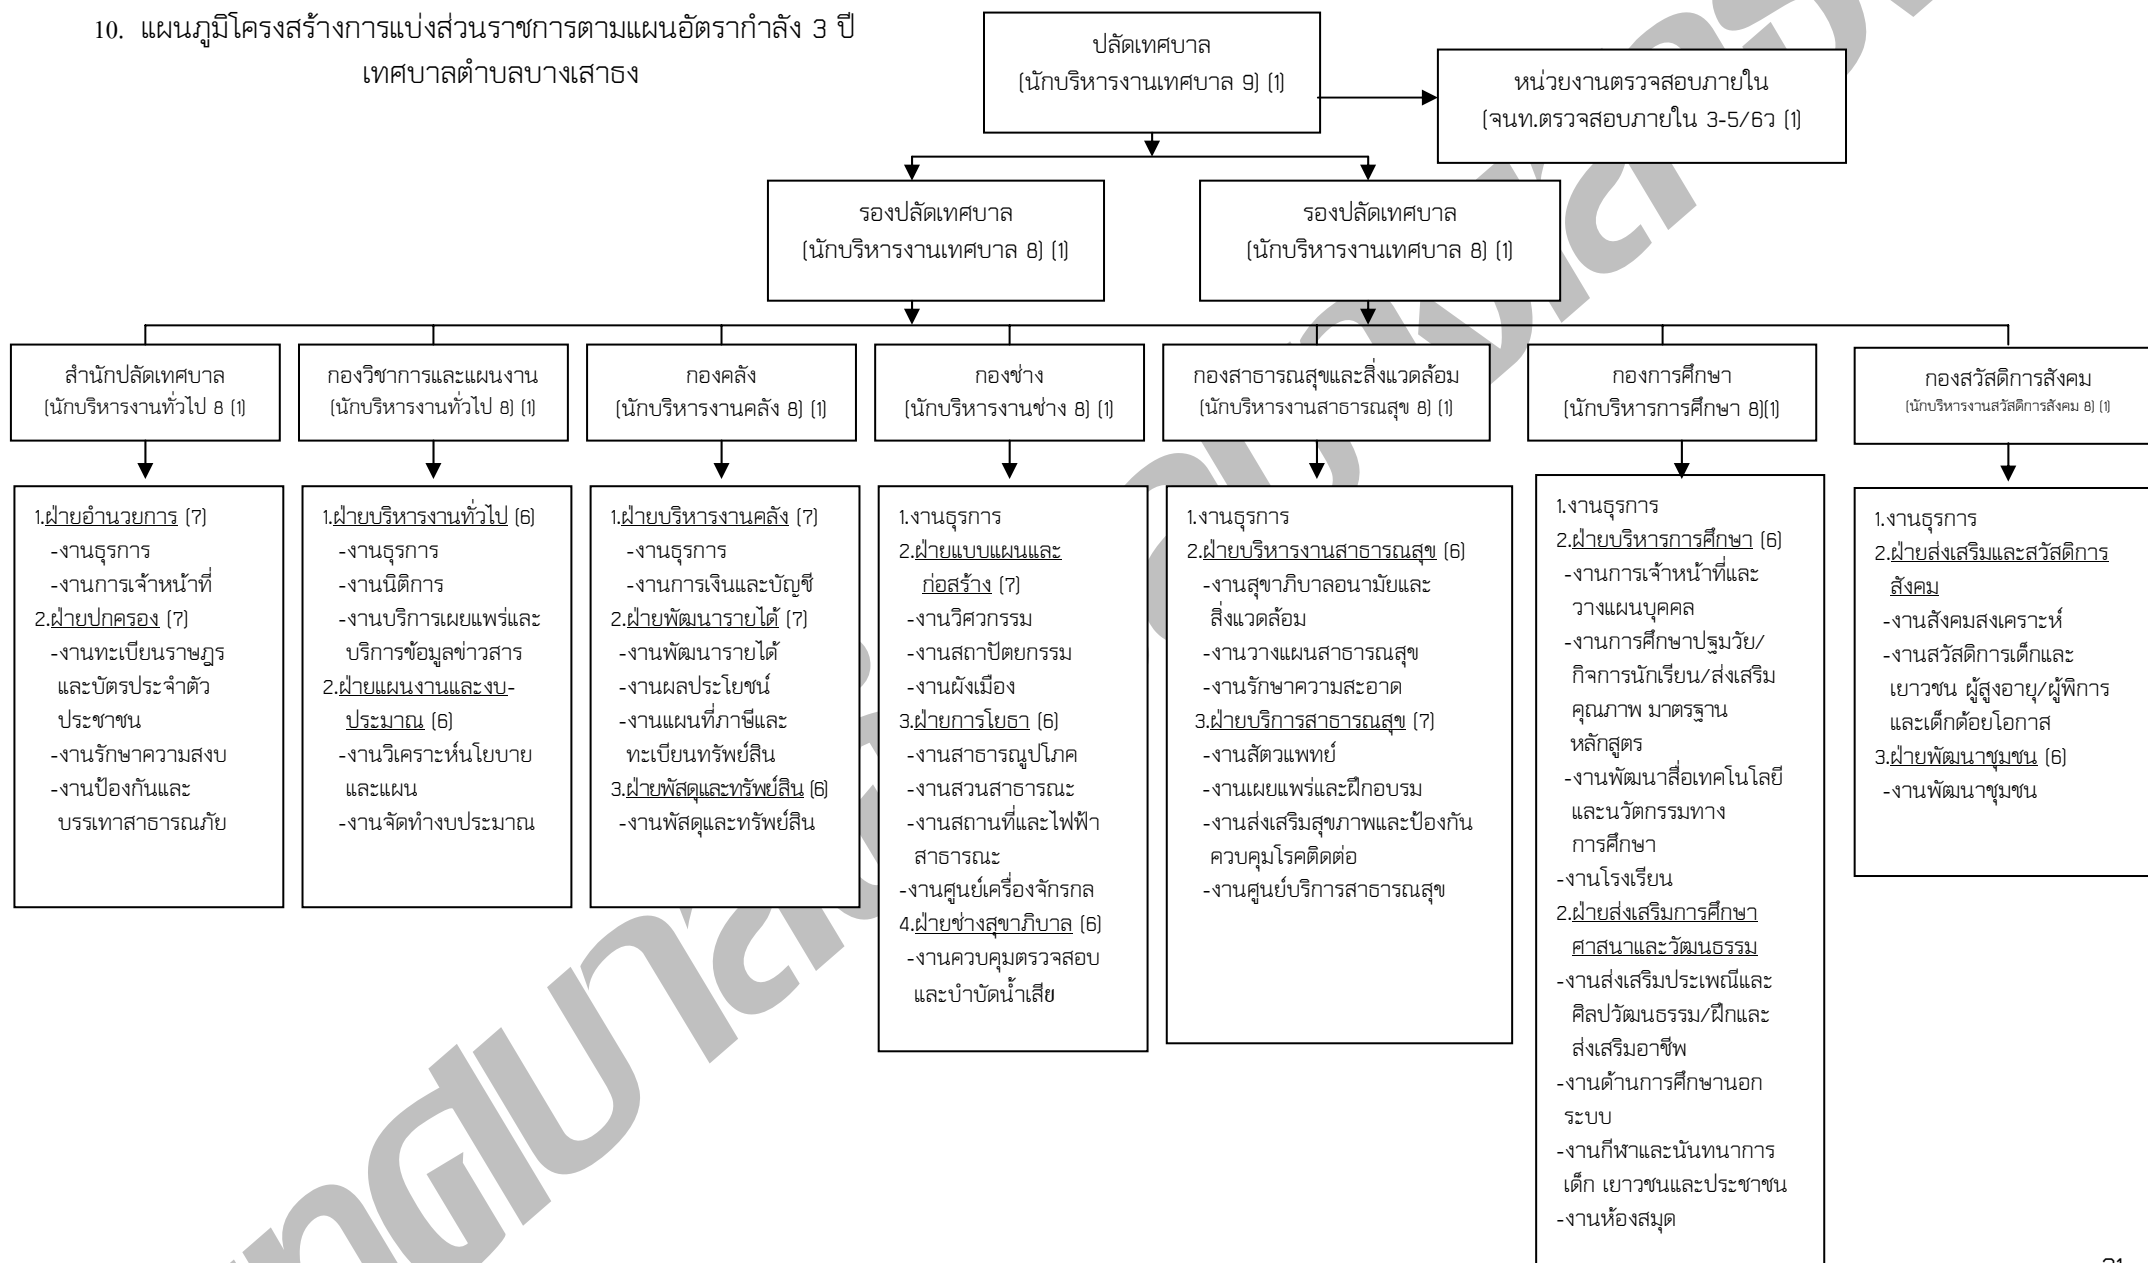 10. แผนภูมิโครงสร้างการแบ่งส่วนราชการตามแผนอัตรากำลัง 3 ปี
เทศบาลตำบลบางเสาธง
ปลัดเทศบาล
(นักบริหารงานเทศบาล 9) (1)
หน่วยงานตรวจสอบภายใน
(จนท.ตรวจสอบภายใน 3-5/6ว (1)
รองปลัดเทศบาล
(นักบริหารงานเทศบาล 8) (1)
รองปลัดเทศบาล
(นักบริหารงานเทศบาล 8) (1)
สำนักปลัดเทศบาล
(นักบริหารงานทั่วไป 8 (1)
กองวิชาการและแผนงาน
(นักบริหารงานทั่วไป 8) (1)
กองคลัง
(นักบริหารงานคลัง 8) (1)
กองช่าง
(นักบริหารงานช่าง 8) (1)
กองสาธารณสุขและสิ่งแวดล้อม
(นักบริหารงานสาธารณสุข 8) (1)
กองการศึกษา
(นักบริหารการศึกษา 8)(1)
กองสวัสดิการสังคม
(นักบริหารงานสวัสดิการสังคม 8) (1)
1.ฝ่ายอำนวยการ (7)
-งานธุรการ
-งานการเจ้าหน้าที่
2.ฝ่ายปกครอง (7)
-งานทะเบียนราษฎร
และบัตรประจำตัว
ประชาชน
-งานรักษาความสงบ
-งานป้องกันและ
บรรเทาสาธารณภัย
1.ฝ่ายบริหารงานทั่วไป (6)
-งานธุรการ
-งานนิติการ
-งานบริการเผยแพร่และ
บริการข้อมูลข่าวสาร
2.ฝ่ายแผนงานและงบ-
ประมาณ (6)
-งานวิเคราะห์นโยบาย
และแผน
-งานจัดทำงบประมาณ
1.ฝ่ายบริหารงานคลัง (7)
-งานธุรการ
-งานการเงินและบัญชี
2.ฝ่ายพัฒนารายได้ (7)
-งานพัฒนารายได้
-งานผลประโยชน์
-งานแผนที่ภาษีและ
ทะเบียนทรัพย์สิน
3.ฝ่ายพัสดุและทรัพย์สิน (6)
-งานพัสดุและทรัพย์สิน
1.งานธุรการ
2.ฝ่ายแบบแผนและ
ก่อสร้าง (7)
-งานวิศวกรรม
-งานสถาปัตยกรรม
-งานผังเมือง
3.ฝ่ายการโยธา (6)
-งานสาธารณูปโภค
-งานสวนสาธารณะ
-งานสถานที่และไฟฟ้า
สาธารณะ
-งานศูนย์เครื่องจักรกล
4.ฝ่ายช่างสุขาภิบาล (6)
-งานควบคุมตรวจสอบ
และบำบัดน้ำเสีย
1.งานธุรการ
2.ฝ่ายบริหารงานสาธารณสุข (6)
-งานสุขาภิบาลอนามัยและ
สิ่งแวดล้อม
-งานวางแผนสาธารณสุข
-งานรักษาความสะอาด
3.ฝ่ายบริการสาธารณสุข (7)
-งานสัตวแพทย์
-งานเผยแพร่และฝึกอบรม
-งานส่งเสริมสุขภาพและป้องกัน
ควบคุมโรคติดต่อ
-งานศูนย์บริการสาธารณสุข
1.งานธุรการ
2.ฝ่ายบริหารการศึกษา (6)
-งานการเจ้าหน้าที่และ
วางแผนบุคคล
-งานการศึกษาปฐมวัย/
กิจการนักเรียน/ส่งเสริม
คุณภาพ มาตรฐาน
หลักสูตร
-งานพัฒนาสื่อเทคโนโลยี
และนวัตกรรมทาง
การศึกษา
-งานโรงเรียน
2.ฝ่ายส่งเสริมการศึกษา
ศาสนาและวัฒนธรรม
-งานส่งเสริมประเพณีและ
ศิลปวัฒนธรรม/ฝึกและ
ส่งเสริมอาชีพ
-งานด้านการศึกษานอก
ระบบ
-งานกีฬาและนันทนาการ
เด็ก เยาวชนและประชาชน
-งานห้องสมุด
1.งานธุรการ
2.ฝ่ายส่งเสริมและสวัสดิการ
สังคม
-งานสังคมสงเคราะห์
-งานสวัสดิการเด็กและ
เยาวชน ผู้สูงอายุ/ผู้พิการ
และเด็กด้อยโอกาส
3.ฝ่ายพัฒนาชุมชน (6)
-งานพัฒนาชุมชน